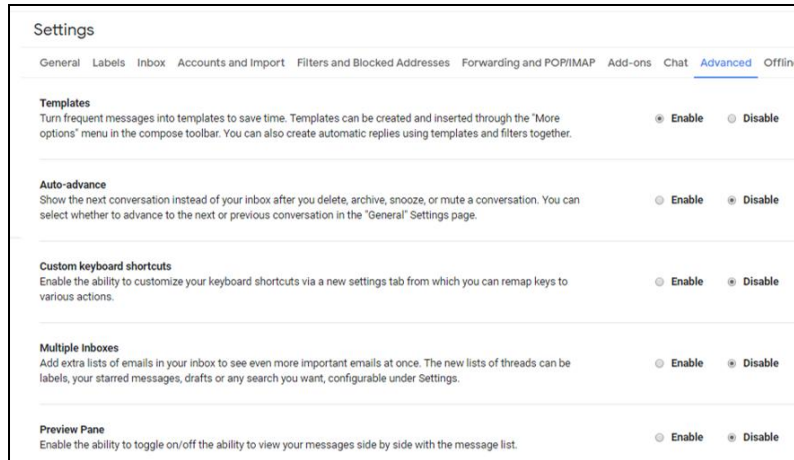 Settings
General Labels Inbox Accounts and Import Filters and Blocked Addresses Forwarding and POP/IMAP Add-ons Chat Advanced Offlin
Templates
Turn frequent messages into templates to save time. Templates can be created and inserted through the "More
options" menu in the compose toolbar. You can also create automatic replies using templates and filters together.
Enable Disable
Auto-advance
Show the next conversation instead of your inbox after you delete, archive, snooze, or mute a conversation. You can
select whether to advance to the next or previous conversation in the "General" Settings page.
Enable Disable
Custom keyboard shortcuts
Enable the ability to customize your keyboard shortcuts via a new settings tab from which you can remap keys to
various actions.
Enable Disable
Multiple Inboxes
Add extra lists of emails in your inbox to see even more important emails at once. The new lists of threads can be
labels, your starred messages, drafts or any search you want, configurable under Settings.
Enable Disable
Preview Pane
Enable the ability to toggle on/off the ability to view your messages side by side with the message list.
Enable Disable